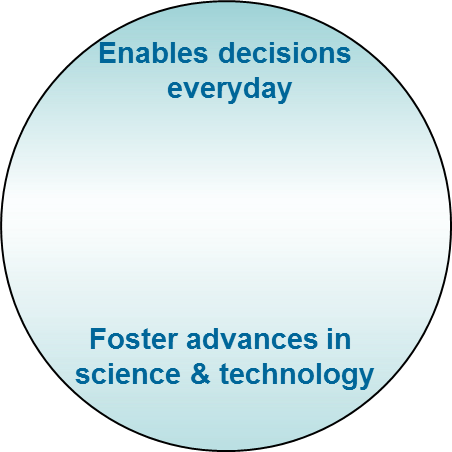 Enables decisions
everyday
Foster advances in
science & technology